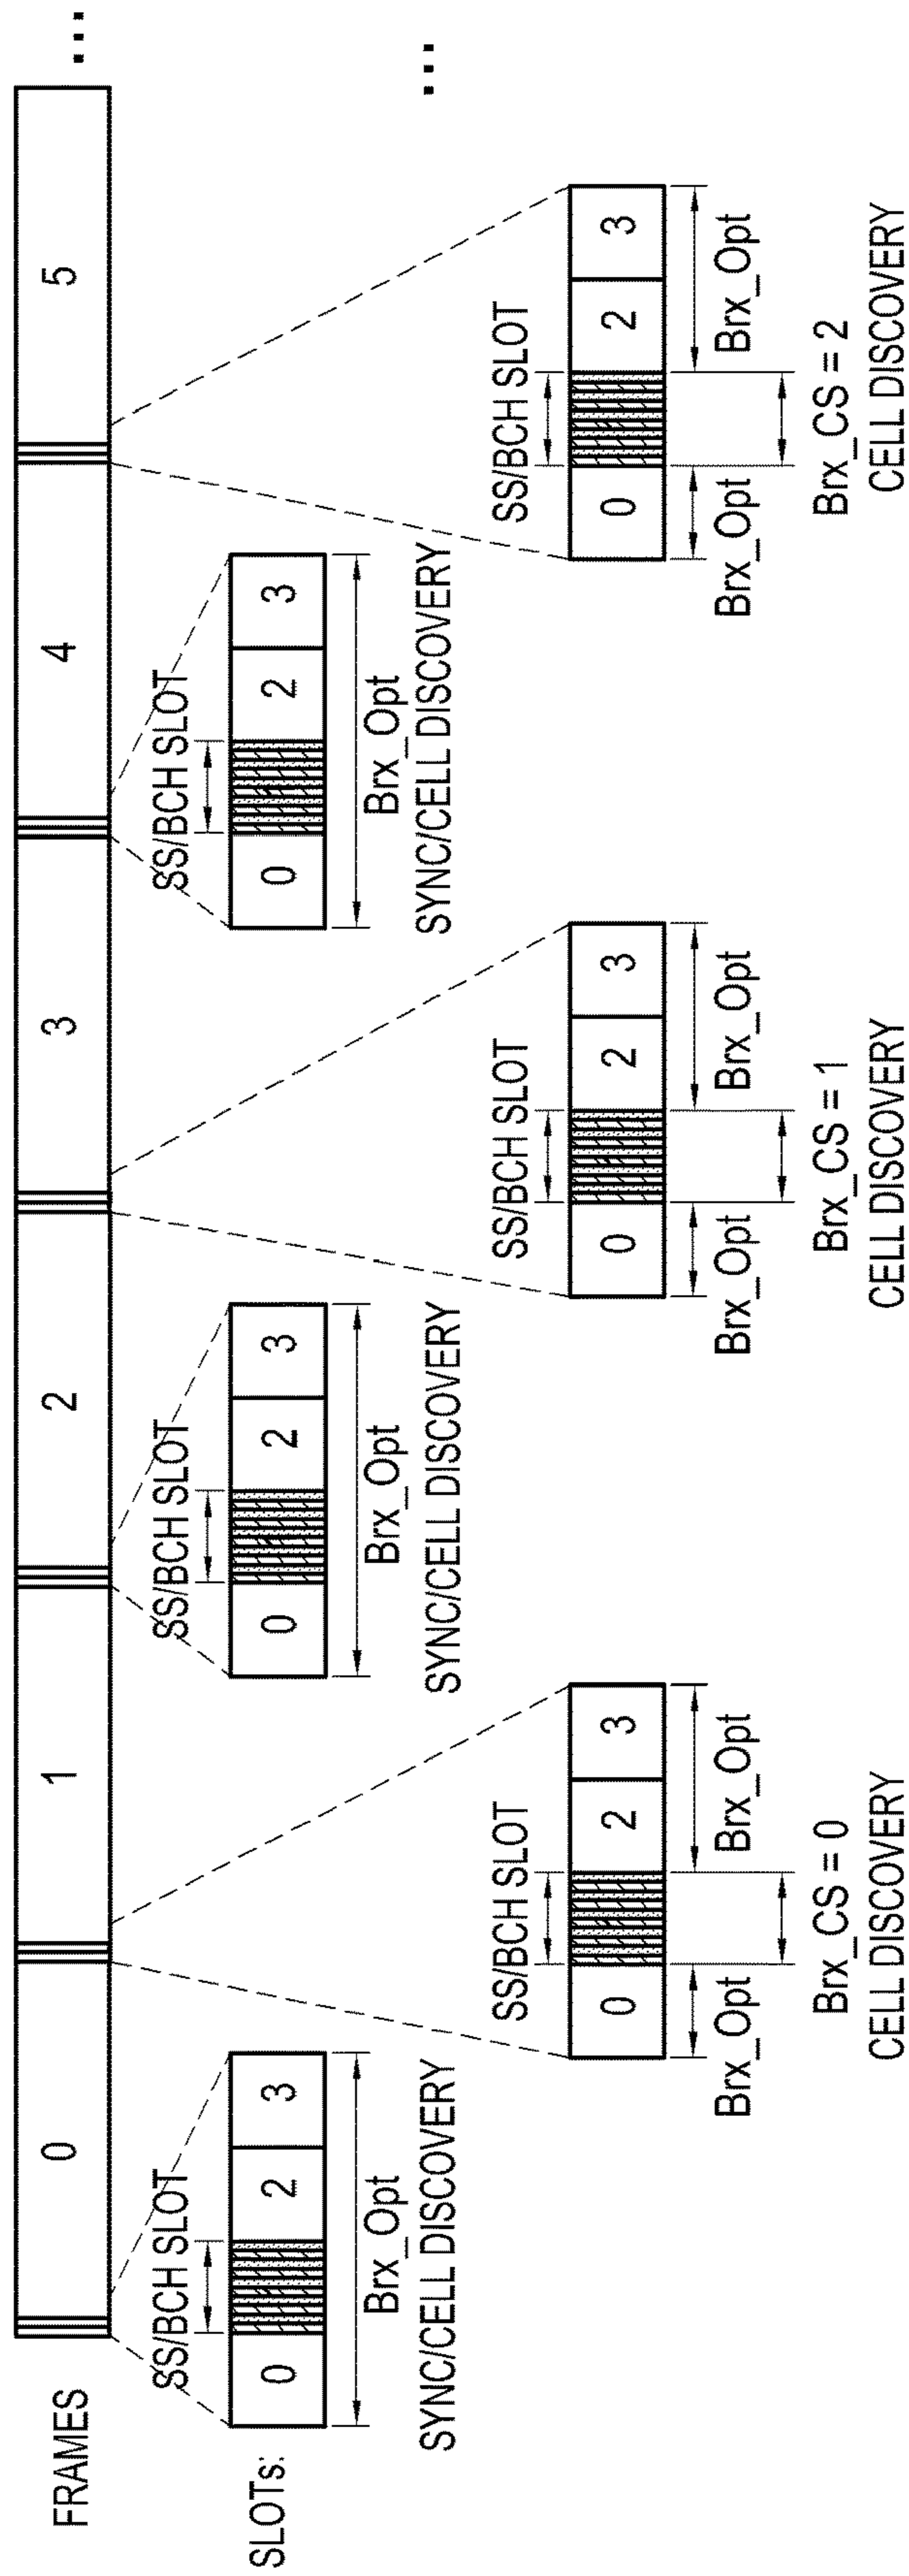 FRAMES
0 1 2 3 4 5 ...
SLOTs:
SS/BCH SLOT
0 2 3
Brx_Opt
SYNC/CELL DISCOVERY
SS/BCH SLOT
0 2 3
Brx_Opt
SYNC/CELL DISCOVERY
SS/BCH SLOT
0 2 3
Brx_Opt
SYNC/CELL DISCOVERY
...
SS/BCH SLOT
0 2 3
Brx_Opt Brx_Opt
Brx_CS = 0
CELL DISCOVERY
SS/BCH SLOT
0 2 3
Brx_Opt Brx_Opt
Brx_CS = 1
CELL DISCOVERY
SS/BCH SLOT
0 2 3
Brx_Opt Brx_Opt
Brx_CS = 2
CELL DISCOVERY